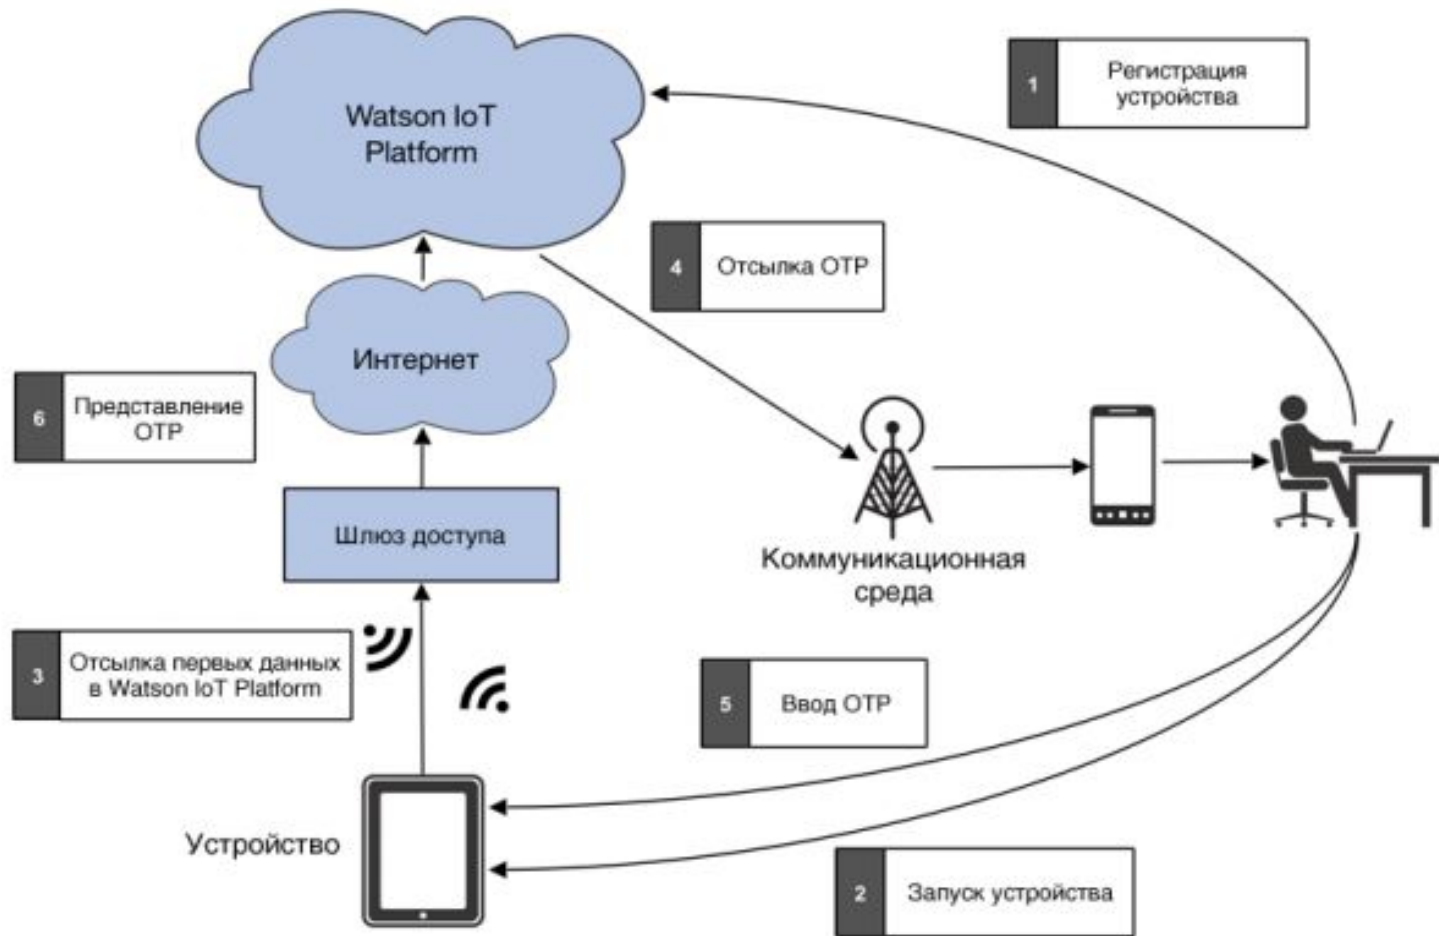 1
Регистрация
устройства
Watson IoT
Platform
4
Отсылка OTP
Интернет
6
Представление
OTP
Шлюз доступа
Коммуникационная
среда
3
Отсылка первых данных
в Watson IoT Platform
5
Ввод OTP
Устройство
2
Запуск устройства